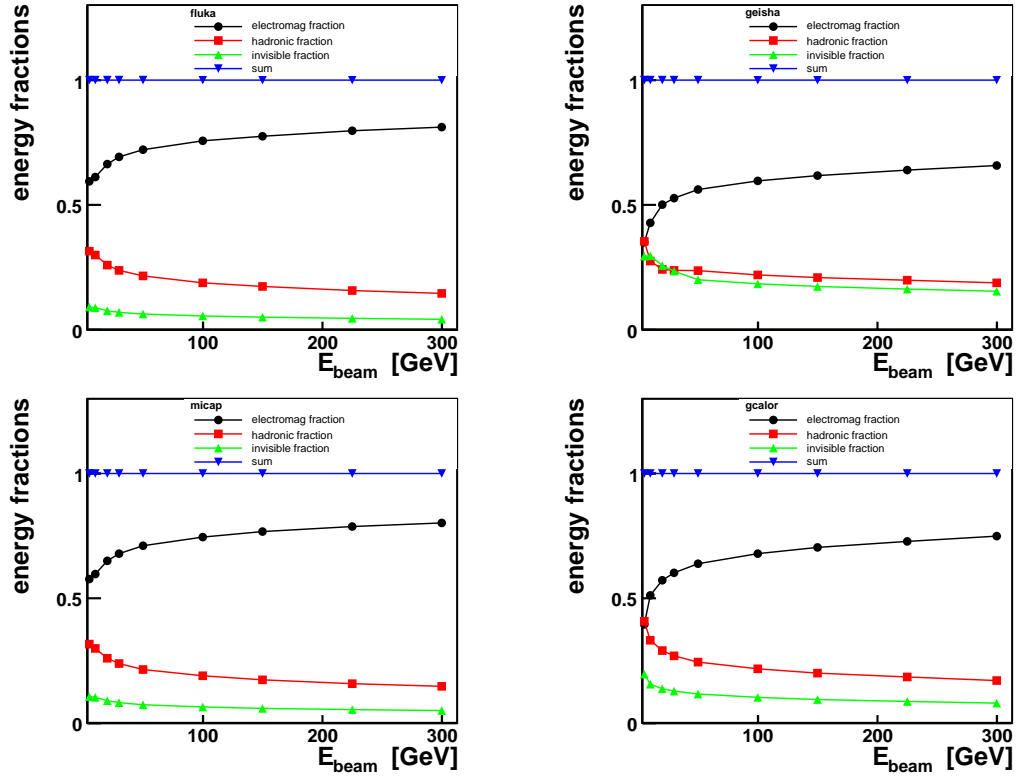 fluka
electromag fraction
hadronic fraction
invisible fraction
sum
energy fractions
1
0.5
0
100
200
300
E_beam [GeV]
geisha
electromag fraction
hadronic fraction
invisible fraction
sum
energy fractions
1
0.5
0
100
200
300
E_beam [GeV]
micap
electromag fraction
hadronic fraction
invisible fraction
sum
energy fractions
1
0.5
0
100
200
300
E_beam [GeV]
gcalor
electromag fraction
hadronic fraction
invisible fraction
sum
energy fractions
1
0.5
0
100
200
300
E_beam [GeV]